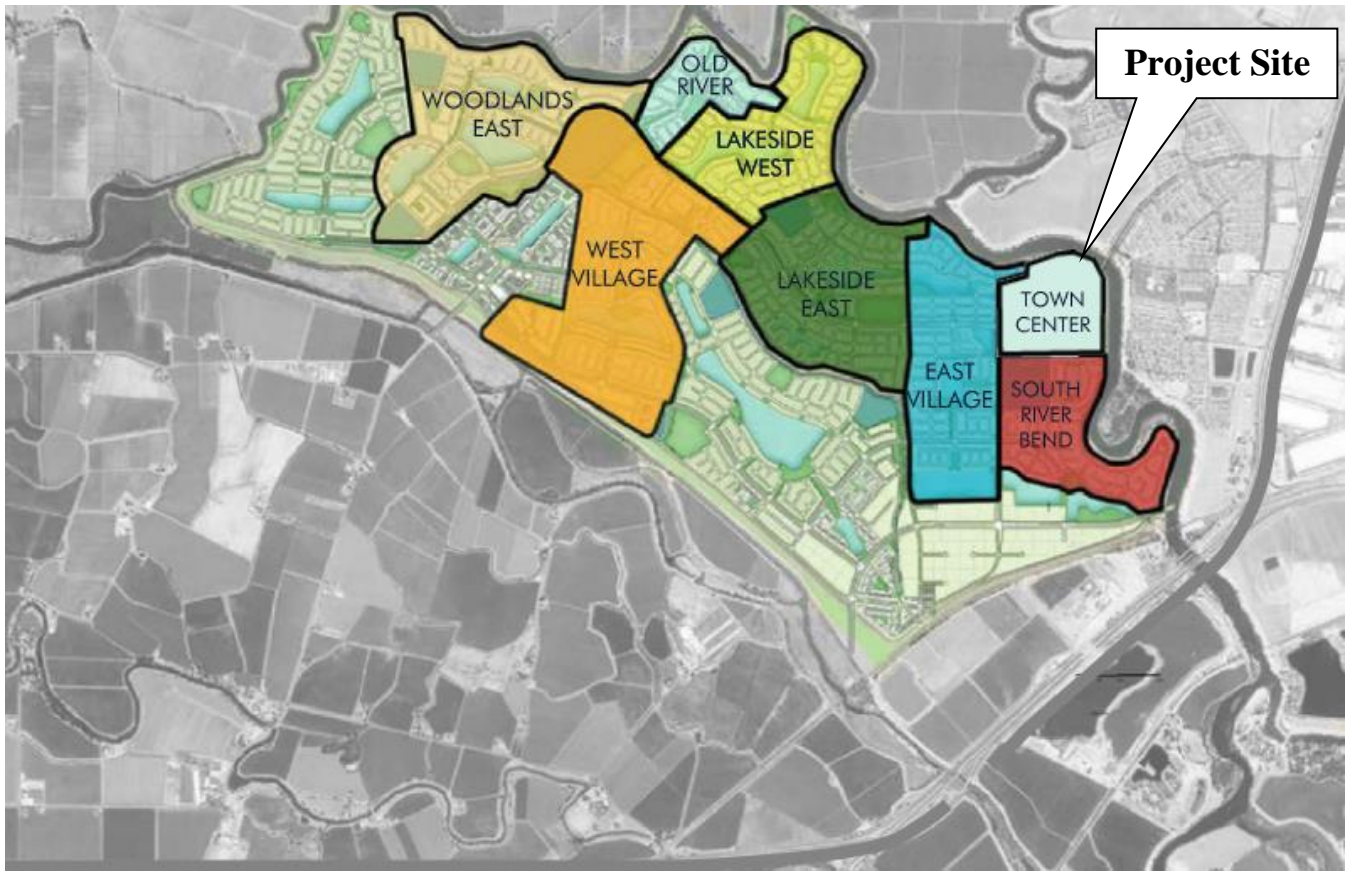 Project Site
OLD
RIVER
WOODLANDS
EAST
LAKESIDE
WEST
WEST
VILLAGE
LAKESIDE
EAST
TOWN
CENTER
EAST
VILLAGE
SOUTH
RIVER
BEND